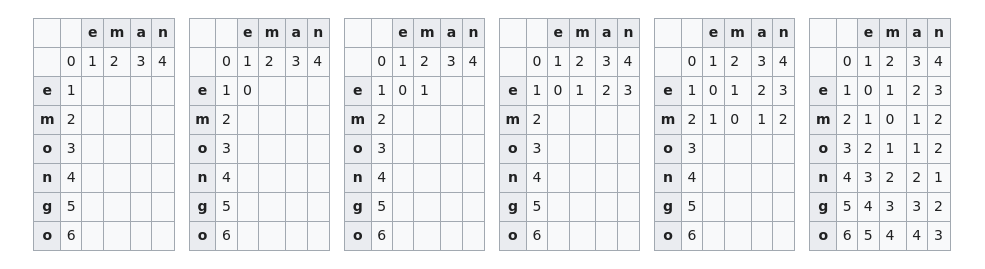 e m a n
0 1 2 3 4
e 1
m 2
o 3
n 4
g 5
o 6
e m a n
0 1 2 3 4
e 1 0
m 2
o 3
n 4
g 5
o 6
e m a n
0 1 2 3 4
e 1 0 1
m 2
o 3
n 4
g 5
o 6
e m a n
0 1 2 3 4
e 1 0 1 2 3
m 2
o 3
n 4
g 5
o 6
e m a n
0 1 2 3 4
e 1 0 1 2 3
m 2 1 0 1 2
o 3
n 4
g 5
o 6
e m a n
0 1 2 3 4
e 1 0 1 2 3
m 2 1 0 1 2
o 3 2 1 1 2
n 4 3 2 2 1
g 5 4 3 3 2
o 6 5 4 4 3